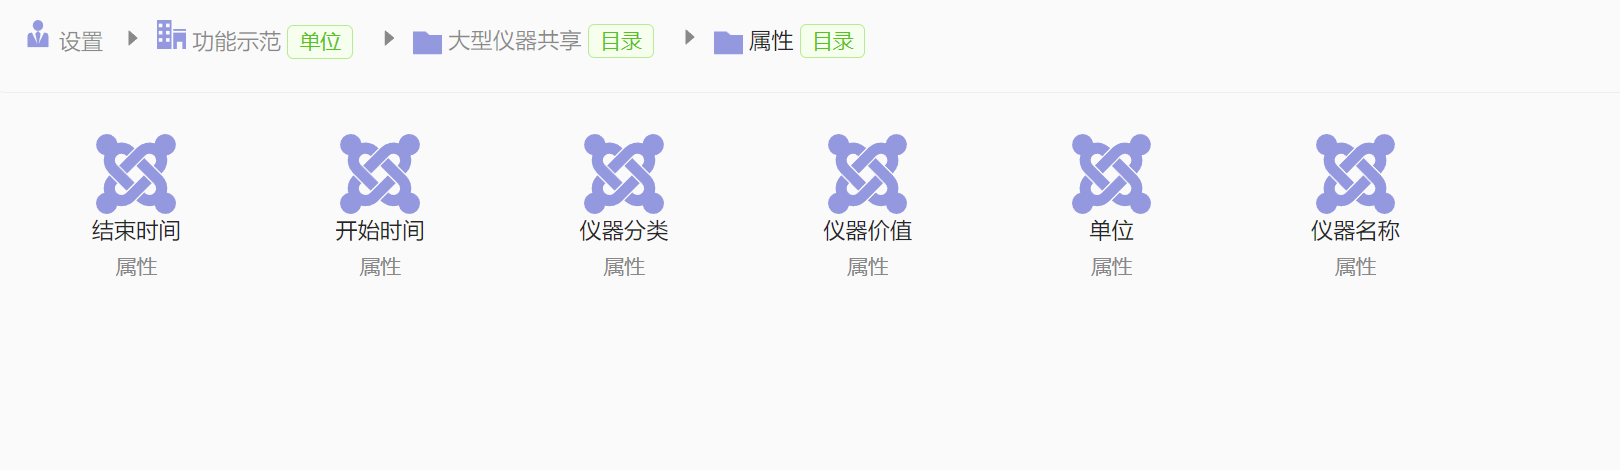 设置 功能示范 单位 大型仪器共享 目录 属性 目录
结束时间 开始时间 仪器分类 仪器价值 单位 仪器名称
属性 属性 属性 属性 属性 属性